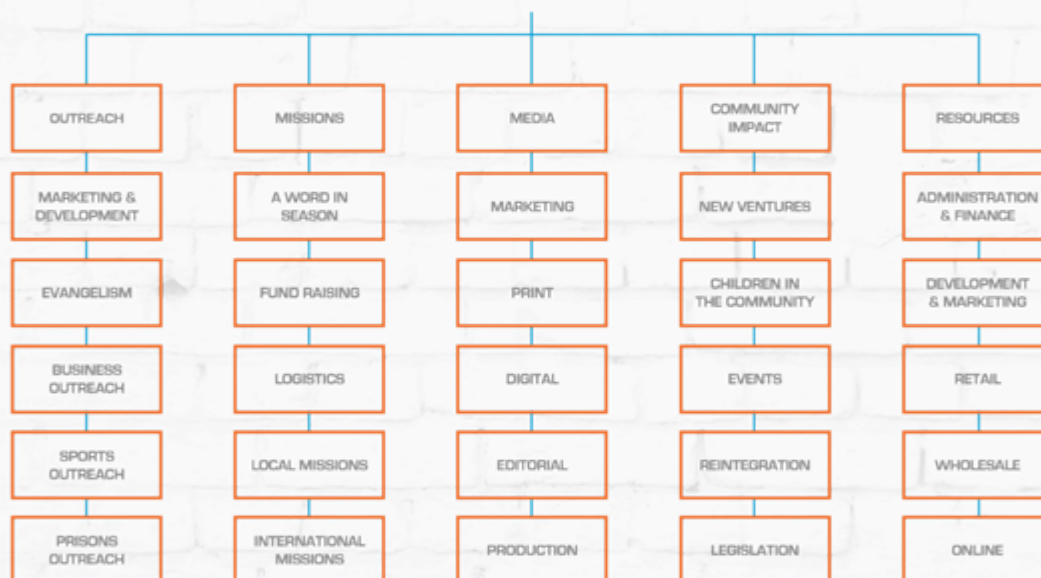 OUTREACH
MISSIONS
MEDIA
COMMUNITY
IMPACT
RESOURCES
MARKETING &
DEVELOPMENT
A WORD IN
SEASON
MARKETING
NEW VENTURES
ADMINISTRATION
& FINANCE
EVANGELISM
FUND RAISING
PRINT
CHILDREN IN
THE COMMUNITY
DEVELOPMENT
& MARKETING
BUSINESS
OUTREACH
LOGISTICS
DIGITAL
EVENTS
RETAIL
SPORTS
OUTREACH
LOCAL MISSIONS
EDITORIAL
REINTEGRATION
WHOLESALE
PRISONS
OUTREACH
INTERNATIONAL
MISSIONS
PRODUCTION
LEGISLATION
ONLINE